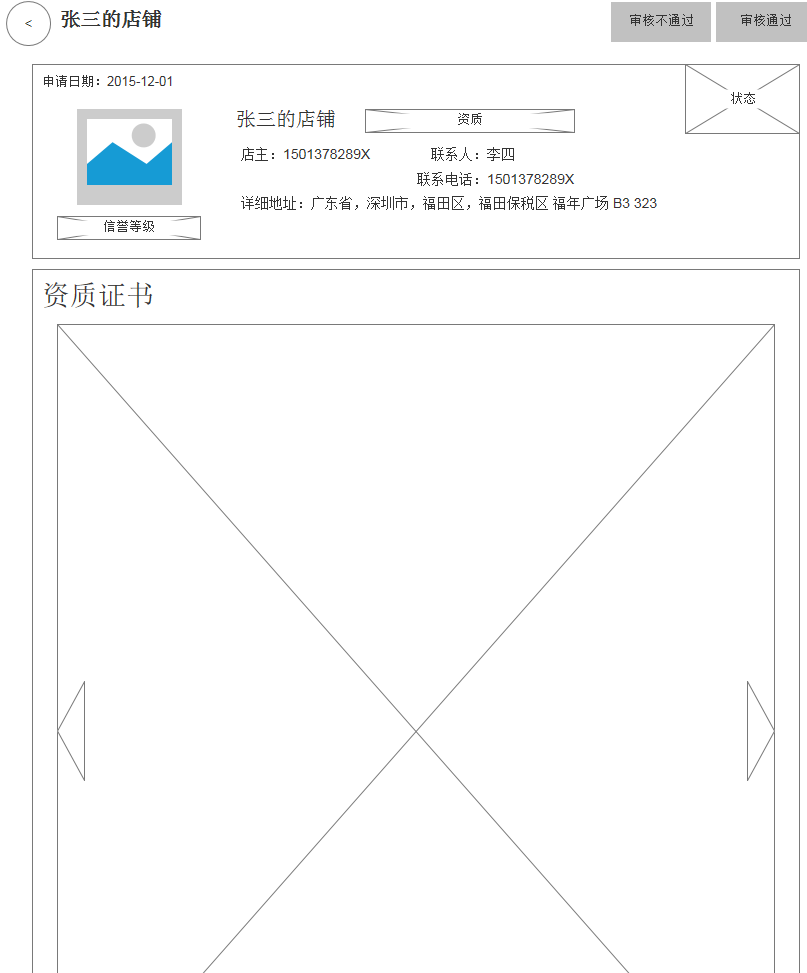 < 张三的店铺 审核不通过 审核通过
申请日期：2015-12-01
状态
张三的店铺 资质
店主：1501378289X 联系人：李四
联系电话：1501378289X
详细地址：广东省，深圳市，福田区，福田保税区 福年广场 B3 323
信誉等级
资质证书